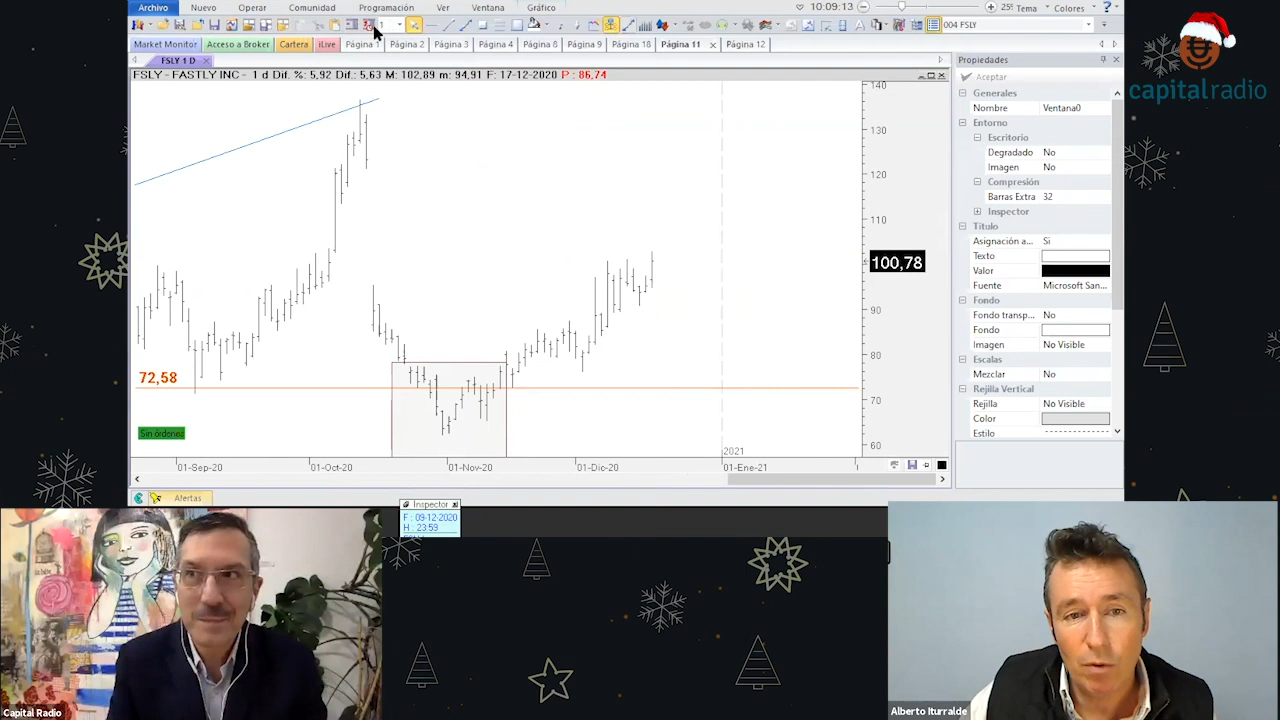 Archivo Nuevo Operar Comunidad Programación Ver Ventana Gráfico 10:09:13 Tema Colores
1 004 FSLY
Market Monitor Acceso a Broker Cartera iLive Página 1 Página 2 Página 3 Página 4 Página 8 Página 9 Página 18 Página 11 Página 12
FSLY 1 D
FSLY - FASTLY INC - 1 d Dif. %: 5,92 Dif.: 5,63 M: 102,89 m: 94,91 F: 17-12-2020 P: 86,74
140
130
120
110
100,78
90
80
70
60
72,58
Sin órdenes
2021
01-Sep-20 01-Oct-20 01-Nov-20 01-Dic-20 01-Ene-21
Alertas
Inspector
F : 09-12-2020
H : 23:59
Propiedades
Aceptar
Generales
Nombre Ventana0
Entorno
Escritorio
Degradado No
Imagen No
Compresión
Barras Extra 32
Inspector
Título
Asignación a... Si
Texto
Valor
Fuente Microsoft San...
Fondo
Fondo transp... No
Fondo
Imagen No Visible
Escalas
Mezclar No
Rejilla Vertical
Rejilla No Visible
Color
Estilo
capitalradio
Capital Radio
Alberto Iturralde